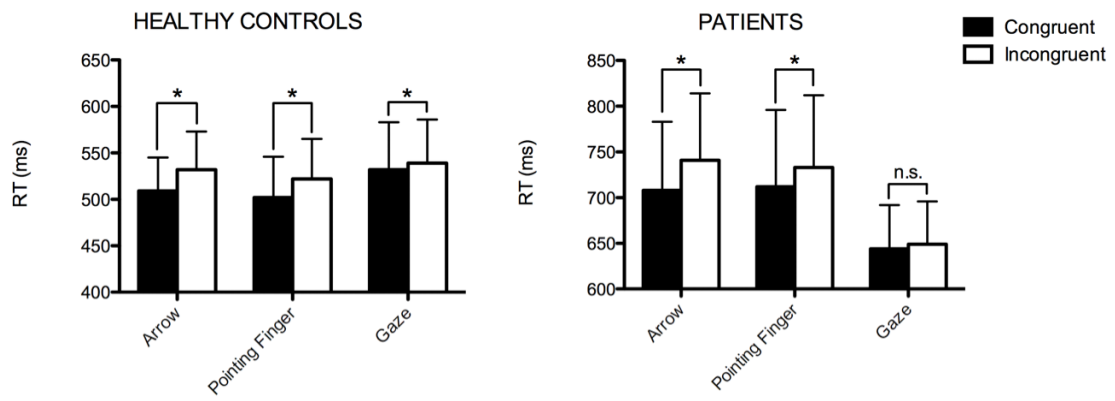 HEALTHY CONTROLS
RT (ms)
650
600
550
500
450
400
*
*
*
Arrow
Pointing Finger
Gaze
PATIENTS
RT (ms)
850
800
750
700
650
600
*
*
n.s.
Arrow
Pointing Finger
Gaze
Congruent
Incongruent